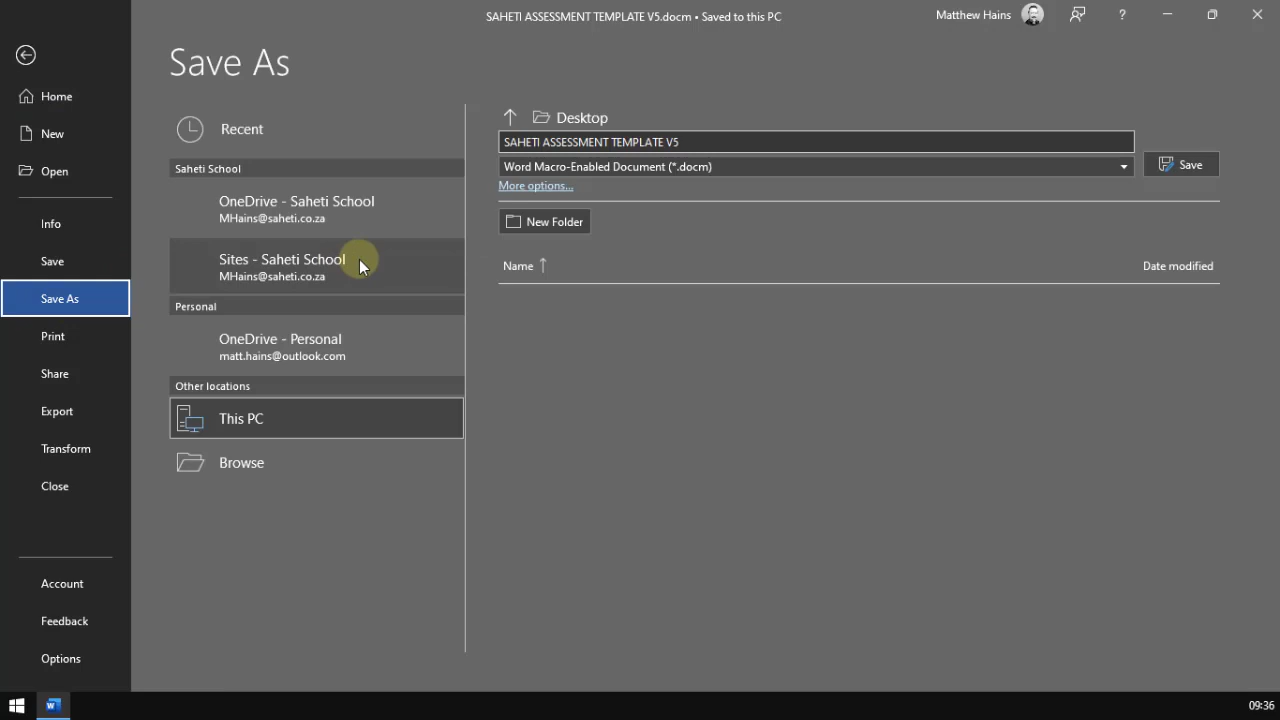 SAHETI ASSESSMENT TEMPLATE V5.docm • Saved to this PC
Matthew Hains
?
Save As
Home
New
Open
Info
Save
Save As
Print
Share
Export
Transform
Close
Account
Feedback
Options
Recent
Saheti School
OneDrive - Saheti School
MHains@saheti.co.za
Sites - Saheti School
MHains@saheti.co.za
Personal
OneDrive - Personal
matt.hains@outlook.com
Other locations
This PC
Browse
Desktop
SAHETI ASSESSMENT TEMPLATE V5
Word Macro-Enabled Document (*.docm)
Save
More options...
New Folder
Name
Date modified
09:36